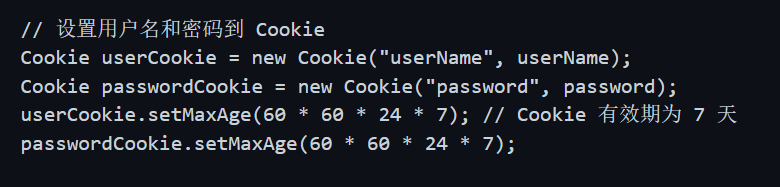 // 设置用户名和密码到 Cookie
Cookie userCookie = new Cookie("userName", userName);
Cookie passwordCookie = new Cookie("password", password);
userCookie.setMaxAge(60 * 60 * 24 * 7); // Cookie 有效期为 7 天
passwordCookie.setMaxAge(60 * 60 * 24 * 7);